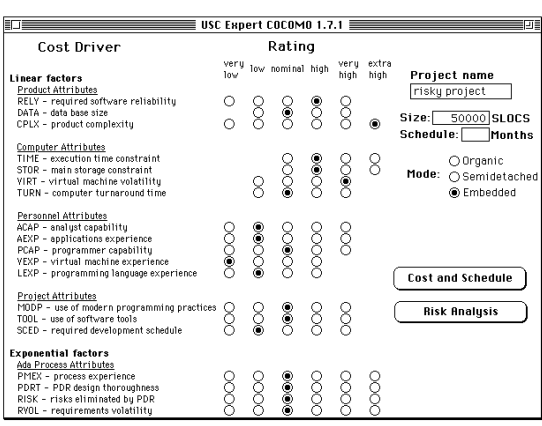 USC Expert COCOMO 1.7.1
Cost Driver
Rating
very low
low
nominal
high
very high
extra high
Linear factors
Product Attributes
RELY - required software reliability
DATA - data base size
CPLX - product complexity
Computer Attributes
TIME - execution time constraint
STOR - main storage constraint
VIRT - virtual machine volatility
TURN - computer turnaround time
Personnel Attributes
ACAP - analyst capability
AEXP - applications experience
PCAP - programmer capability
VEXP - virtual machine experience
LEXP - programming language experience
Project Attributes
MODP - use of modern programming practices
TOOL - use of software tools
SCED - required development schedule
Exponential factors
Ada Process Attributes
PMEX - process experience
PDRT - PDR design thoroughness
RISK - risks eliminated by PDR
RVOL - requirements volatility
Project name
risky project
Size: 50000 SLOCS
Schedule: Months
Mode:
Organic
Semidetached
Embedded
Cost and Schedule
Risk Analysis